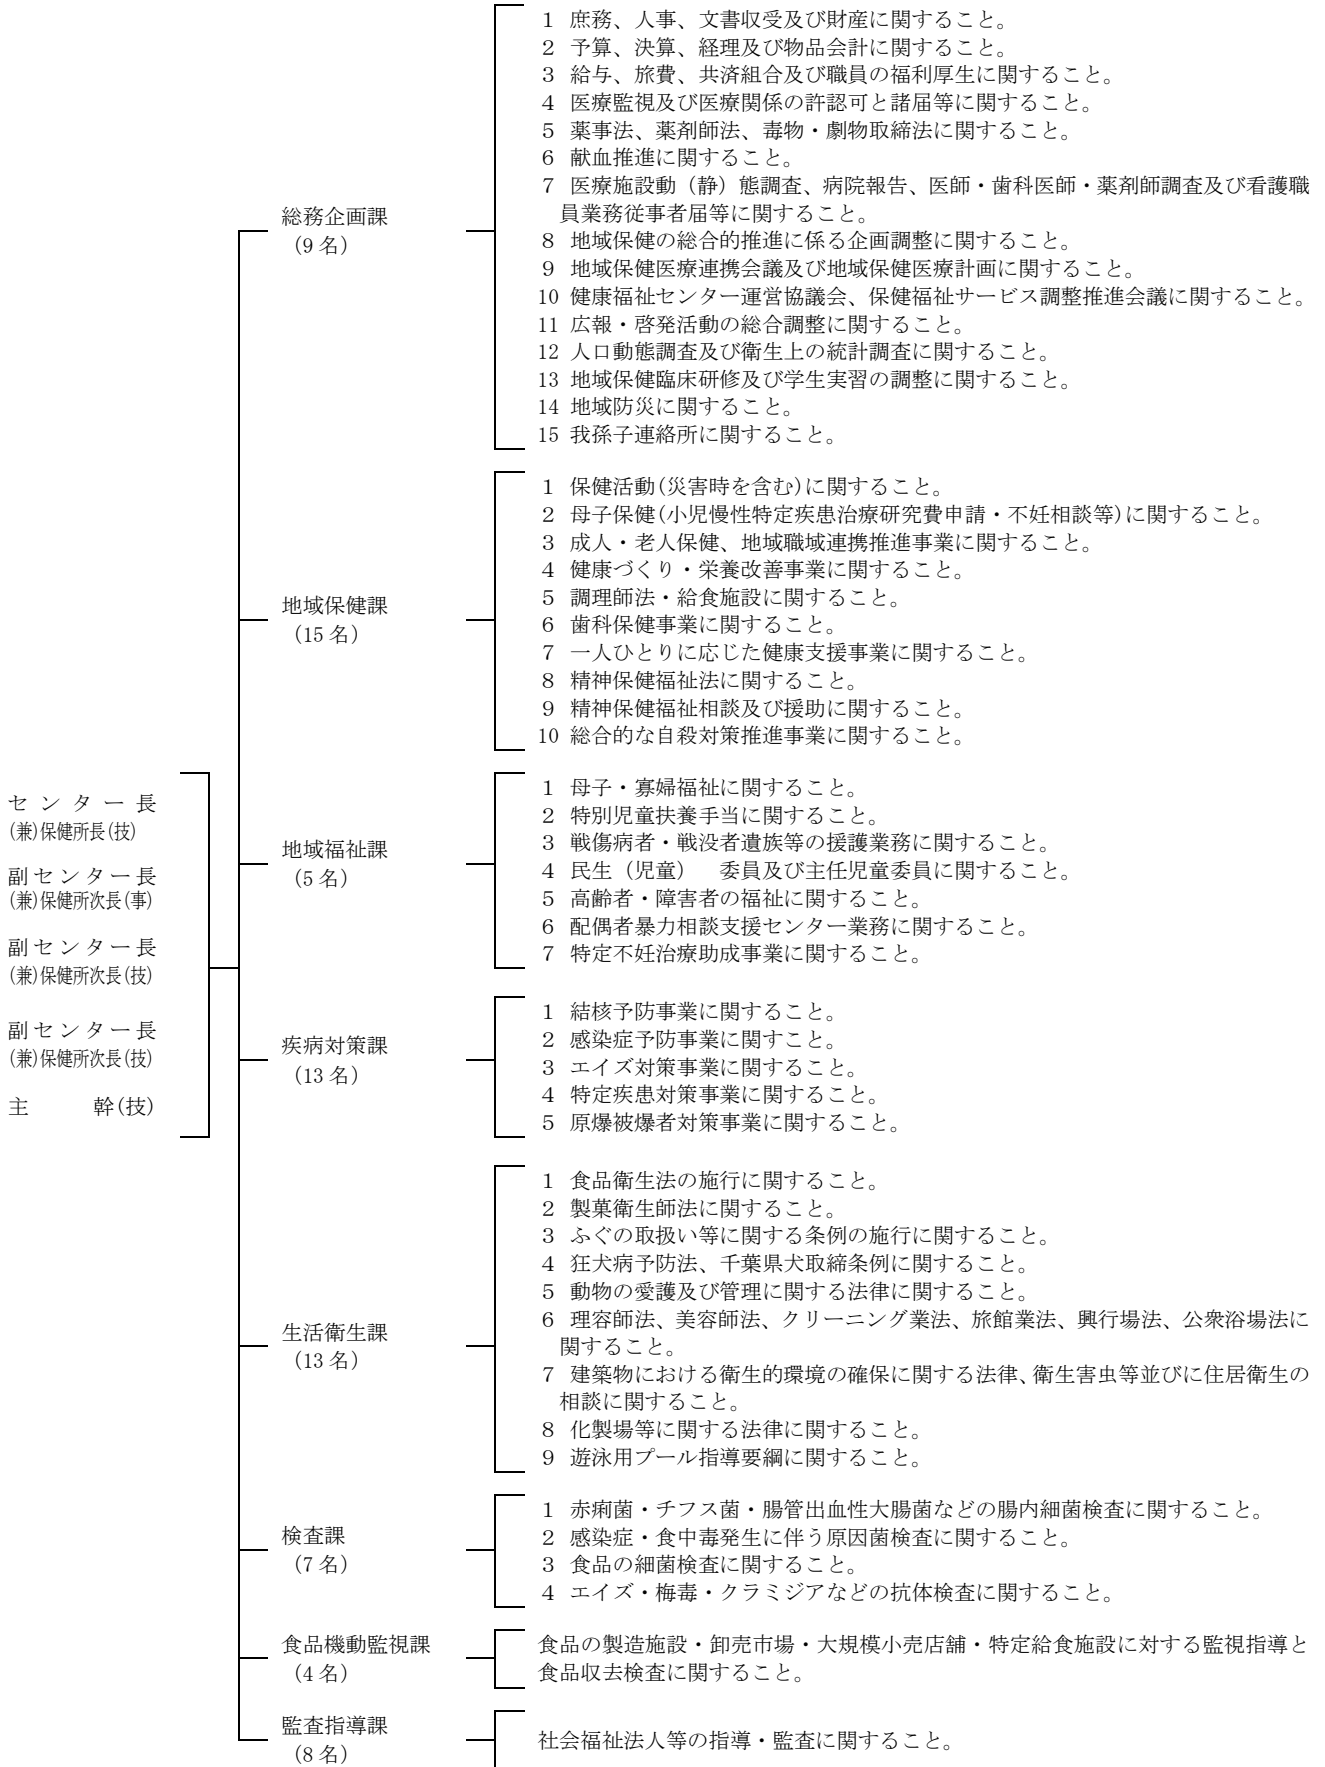 センター長
(兼)保健所長(技)
副センター長
(兼)保健所次長(事)
副センター長
(兼)保健所次長(技)
副センター長
(兼)保健所次長(技)
主　　幹(技)
総務企画課
（9名）
1 庶務、人事、文書収受及び財産に関すること。
2 予算、決算、経理及び物品会計に関すること。
3 給与、旅費、共済組合及び職員の福利厚生に関すること。
4 医療監視及び医療関係の許認可と諸届等に関すること。
5 薬事法、薬剤師法、毒物・劇物取締法に関すること。
6 献血推進に関すること。
7 医療施設動（静）態調査、病院報告、医師・歯科医師・薬剤師調査及び看護職
員業務従事者届等に関すること。
8 地域保健の総合的推進に係る企画調整に関すること。
9 地域保健医療連携会議及び地域保健医療計画に関すること。
10 健康福祉センター運営協議会、保健福祉サービス調整推進会議に関すること。
11 広報・啓発活動の総合調整に関すること。
12 人口動態調査及び衛生上の統計調査に関すること。
13 地域保健臨床研修及び学生実習の調整に関すること。
14 地域防災に関すること。
15 我孫子連絡所に関すること。
地域保健課
（15名）
1 保健活動(災害時を含む)に関すること。
2 母子保健(小児慢性特定疾患治療研究費申請・不妊相談等)に関すること。
3 成人・老人保健、地域職域連携推進事業に関すること。
4 健康づくり・栄養改善事業に関すること。
5 調理師法・給食施設に関すること。
6 歯科保健事業に関すること。
7 一人ひとりに応じた健康支援事業に関すること。
8 精神保健福祉法に関すること。
9 精神保健福祉相談及び援助に関すること。
10 総合的な自殺対策推進事業に関すること。
地域福祉課
（5名）
1 母子・寡婦福祉に関すること。
2 特別児童扶養手当に関すること。
3 戦傷病者・戦没者遺族等の援護業務に関すること。
4 民生（児童）　委員及び主任児童委員に関すること。
5 高齢者・障害者の福祉に関すること。
6 配偶者暴力相談支援センター業務に関すること。
7 特定不妊治療助成事業に関すること。
疾病対策課
（13名）
1 結核予防事業に関すること。
2 感染症予防事業に関すこと。
3 エイズ対策事業に関すること。
4 特定疾患対策事業に関すること。
5 原爆被爆者対策事業に関すること。
生活衛生課
（13名）
1 食品衛生法の施行に関すること。
2 製菓衛生師法に関すること。
3 ふぐの取扱い等に関する条例の施行に関すること。
4 狂犬病予防法、千葉県犬取締条例に関すること。
5 動物の愛護及び管理に関する法律に関すること。
6 理容師法、美容師法、クリーニング業法、旅館業法、興行場法、公衆浴場法に
関すること。
7 建築物における衛生的環境の確保に関する法律、衛生害虫等並びに住居衛生の
相談に関すること。
8 化製場等に関する法律に関すること。
9 遊泳用プール指導要綱に関すること。
検査課
（7名）
1 赤痢菌・チフス菌・腸管出血性大腸菌などの腸内細菌検査に関すること。
2 感染症・食中毒発生に伴う原因菌検査に関すること。
3 食品の細菌検査に関すること。
4 エイズ・梅毒・クラミジアなどの抗体検査に関すること。
食品機動監視課
（4名）
食品の製造施設・卸売市場・大規模小売店舗・特定給食施設に対する監視指導と
食品収去検査に関すること。
監査指導課
（8名）
社会福祉法人等の指導・監査に関すること。